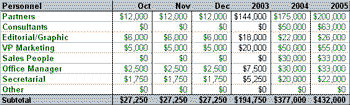 Personnel Oct Nov Dec 2003 2004 2005
Partners $12,000 $12,000 $12,000 $144,000 $175,000 $200,000
Consultants $0 $0 $0 $0 $50,000 $63,000
Editorial/Graphic $6,000 $6,000 $6,000 $18,000 $22,000 $26,000
VP Marketing $5,000 $5,000 $5,000 $20,000 $50,000 $55,000
Sales People $0 $0 $0 $0 $30,000 $33,000
Office Manager $2,500 $2,500 $2,500 $7,500 $30,000 $33,000
Secretarial $1,750 $1,750 $1,750 $5,250 $20,000 $22,000
Other $0 $0 $0 $0 $0 $0
Subtotal $27,250 $27,250 $27,250 $194,750 $377,000 $432,000